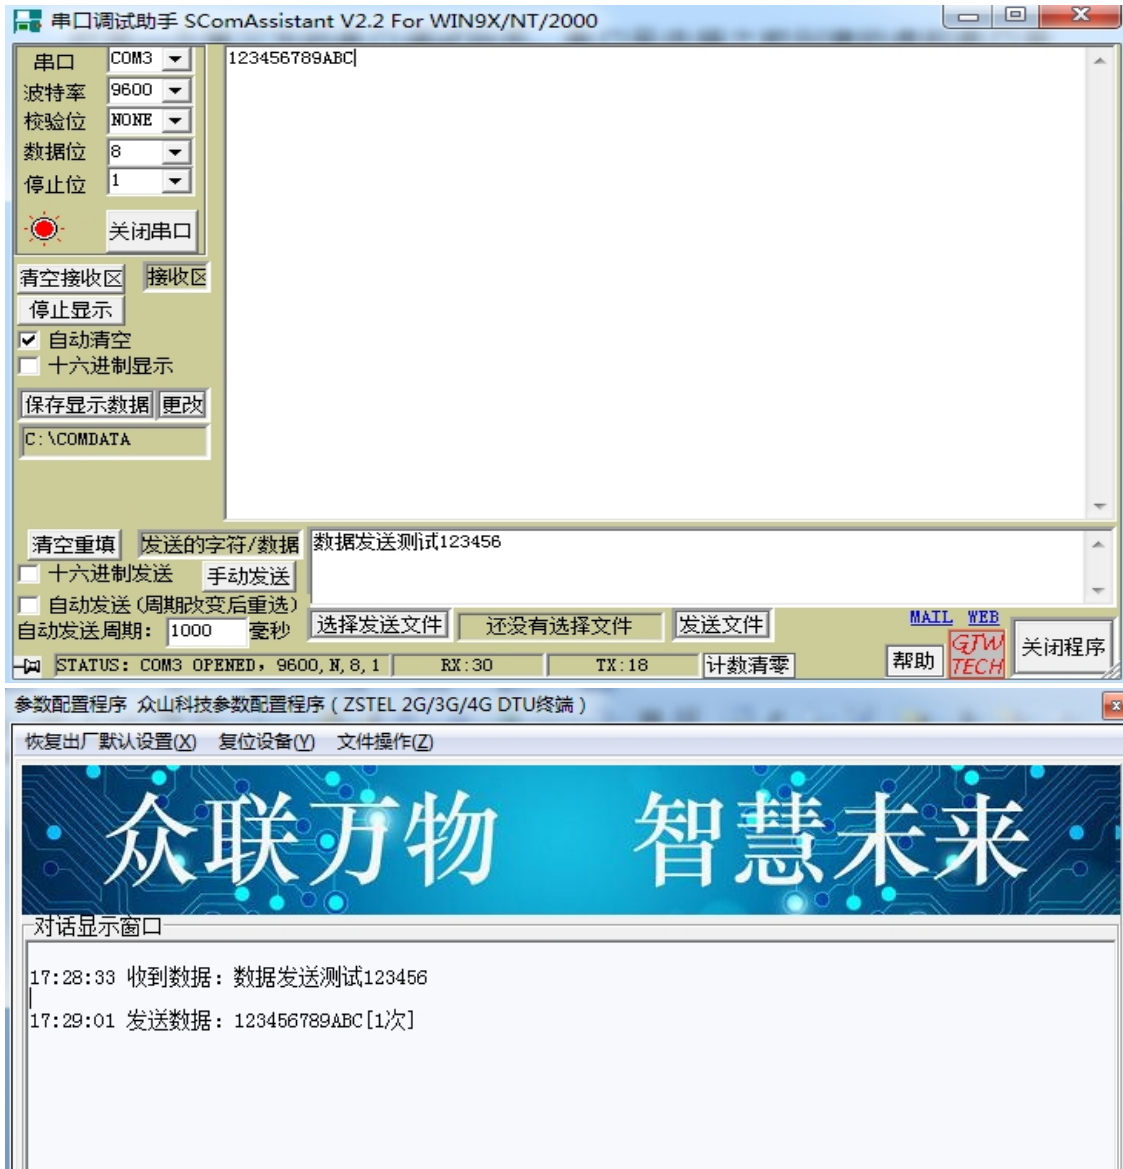 串口调试助手 SComAssistant V2.2 For WIN9X/NT/2000
串口 COM3
波特率 9600
校验位 NONE
数据位 8
停止位 1
关闭串口
清空接收区 接收区
停止显示
自动清空
十六进制显示
保存显示数据 更改
C:\COMDATA
123456789ABC
清空重填 发送的字符/数据 数据发送测试123456
十六进制发送 手动发送
自动发送(周期改变后重选)
自动发送周期: 1000 毫秒 选择发送文件 还没有选择文件 发送文件 MAIL WEB
STATUS: COM3 OPENED, 9600,N,8,1 RX:30 TX:18 计数清零 帮助 GJW TECH 关闭程序
参数配置程序 众山科技参数配置程序 ( ZSTEL 2G/3G/4G DTU终端 )
恢复出厂默认设置(X) 复位设备(Y) 文件操作(Z)
众联万物 智慧未来
对话显示窗口
17:28:33 收到数据: 数据发送测试123456
17:29:01 发送数据: 123456789ABC[1次]